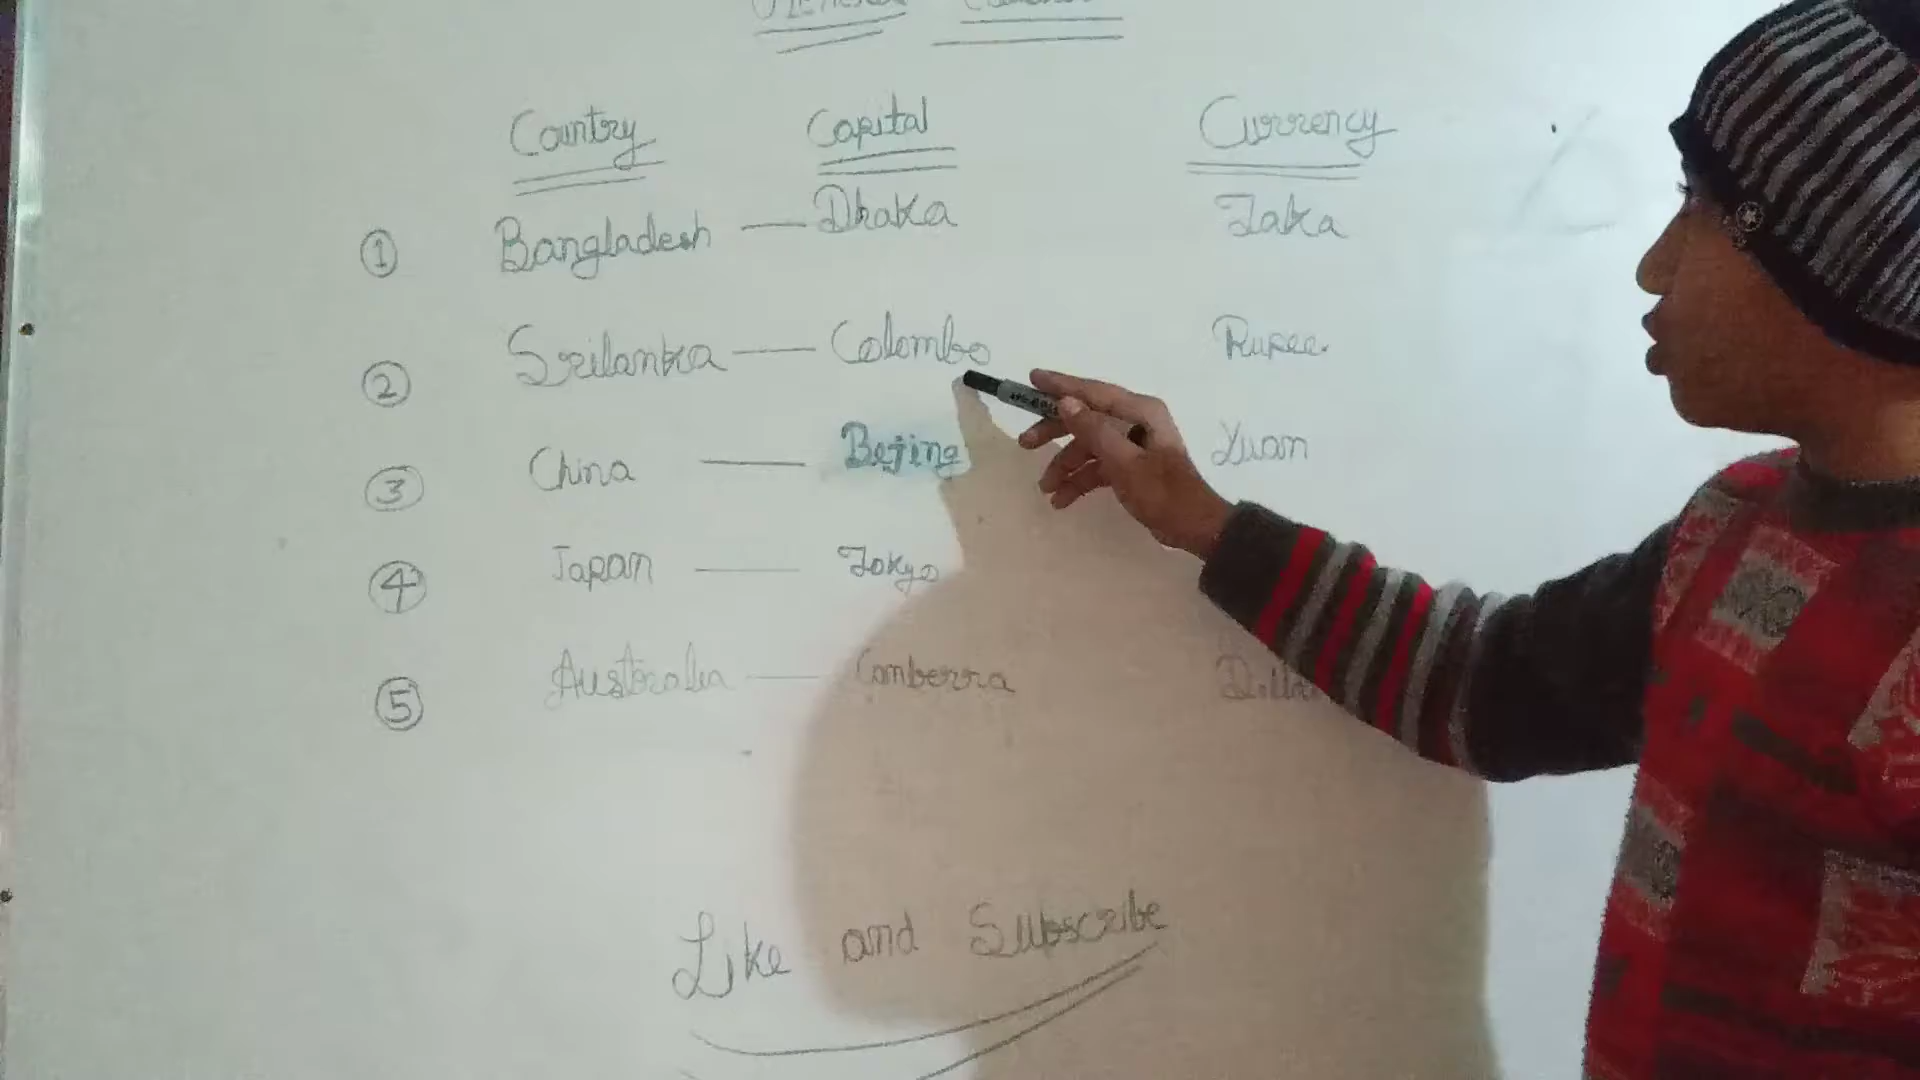 Country Capital Currency
① Bangladesh — Dhaka Taka
② Srilanka — Colombo Rupee.
③ China — Bejing Yuan
④ Japan — Tokyo
⑤ Australia — Canberra
Like and Subscribe